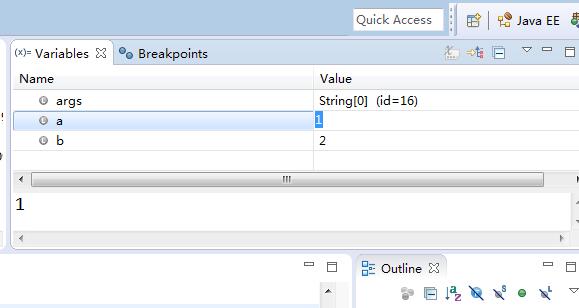 Quick Access
Java EE
(x)= Variables
Breakpoints
Name Value
args String[0] (id=16)
a 1
b 2
1
Outline